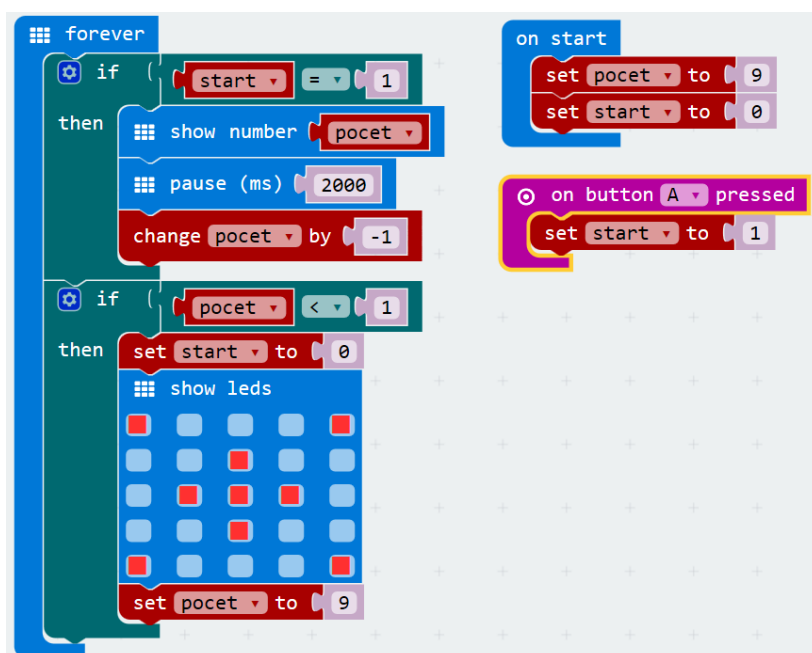 forever
if start = 1
then show number pocet
pause (ms) 2000
change pocet by -1
if pocet < 1
then set start to 0
show leds
set pocet to 9
on start
set pocet to 9
set start to 0
on button A pressed
set start to 1